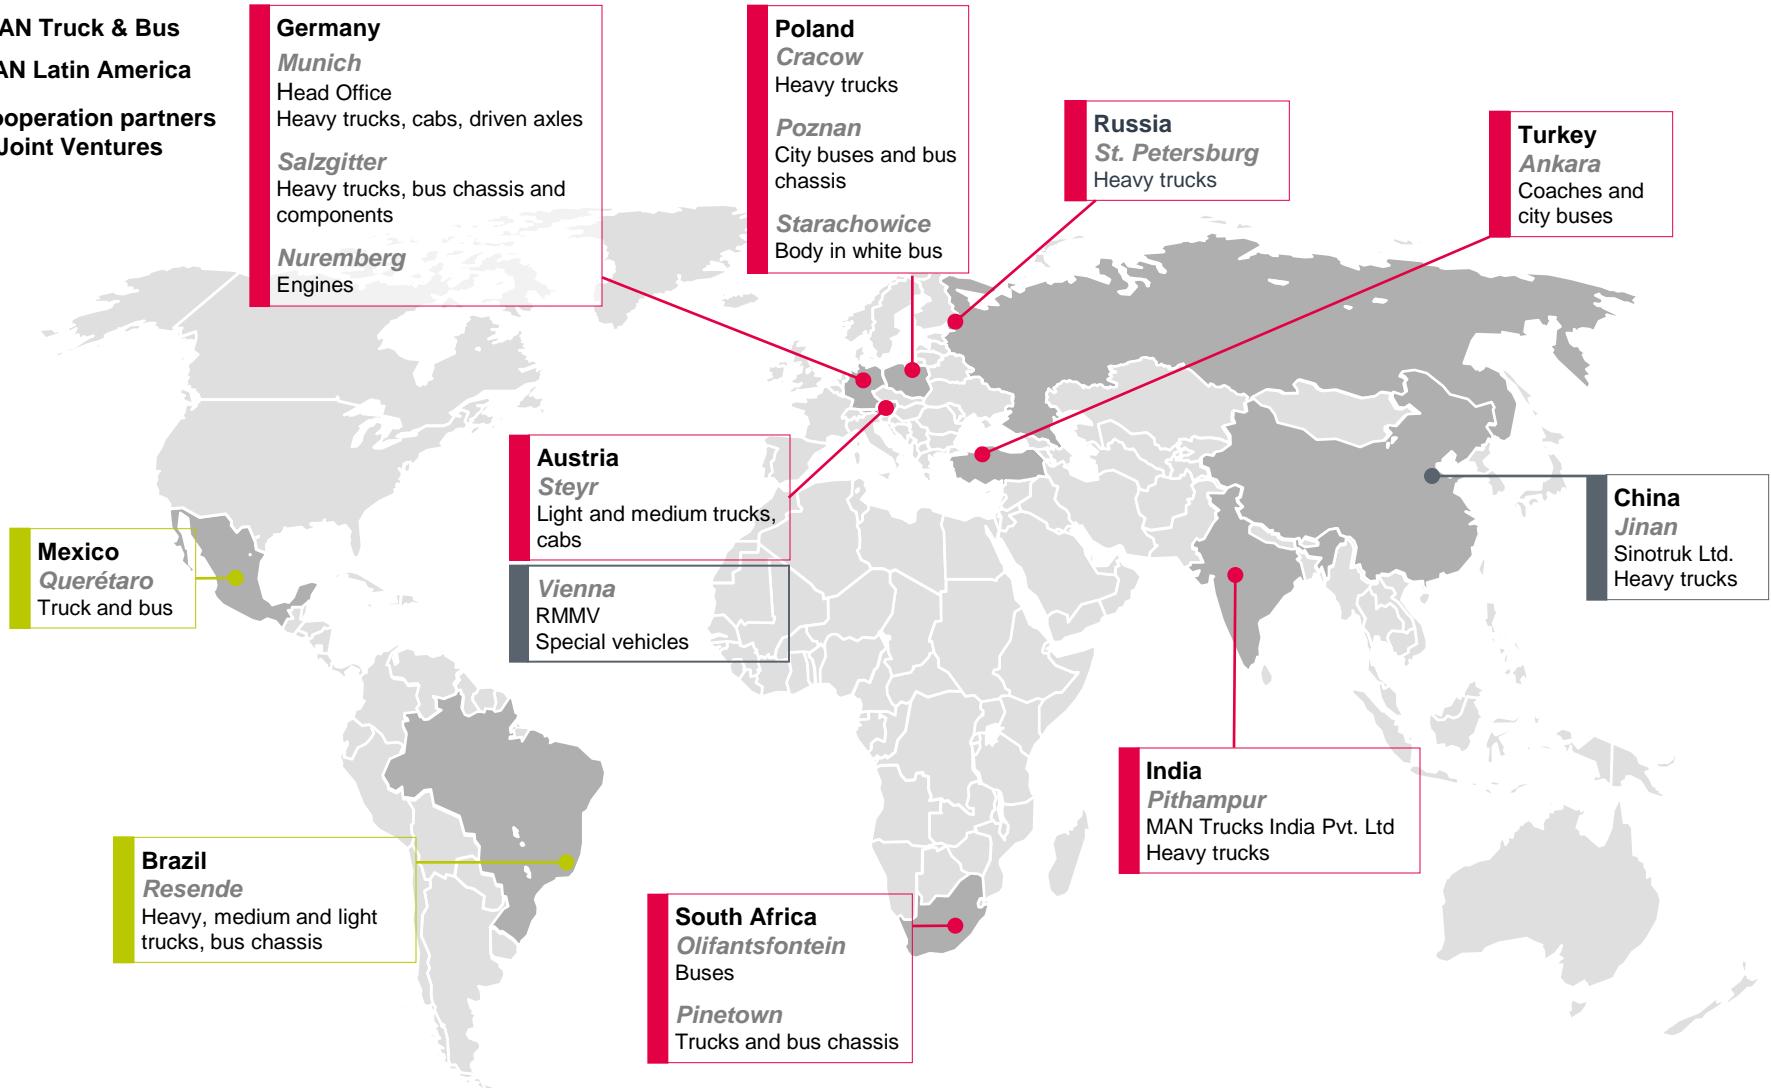 AN Truck & Bus
AN Latin America
ooperation partners
Joint Ventures
Germany
Munich
Head Office
Heavy trucks, cabs, driven axles
Salzgitter
Heavy trucks, bus chassis and
components
Nuremberg
Engines
Poland
Cracow
Heavy trucks
Poznan
City buses and bus
chassis
Starachowice
Body in white bus
Russia
St. Petersburg
Heavy trucks
Turkey
Ankara
Coaches and
city buses
Austria
Steyr
Light and medium trucks,
cabs
Vienna
RMMV
Special vehicles
China
Jinan
Sinotruk Ltd.
Heavy trucks
Mexico
Querétaro
Truck and bus
India
Pithampur
MAN Trucks India Pvt. Ltd
Heavy trucks
Brazil
Resende
Heavy, medium and light
trucks, bus chassis
South Africa
Olifantsfontein
Buses
Pinetown
Trucks and bus chassis